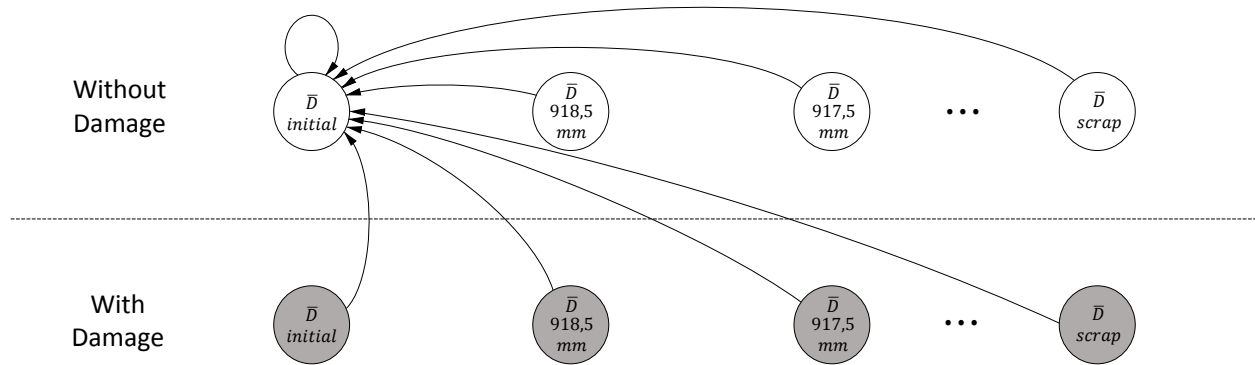 Without
Damage
D̅
initial
D̅
918,5
mm
D̅
917,5
mm
...
D̅
scrap
With
Damage
D̅
initial
D̅
918,5
mm
D̅
917,5
mm
...
D̅
scrap